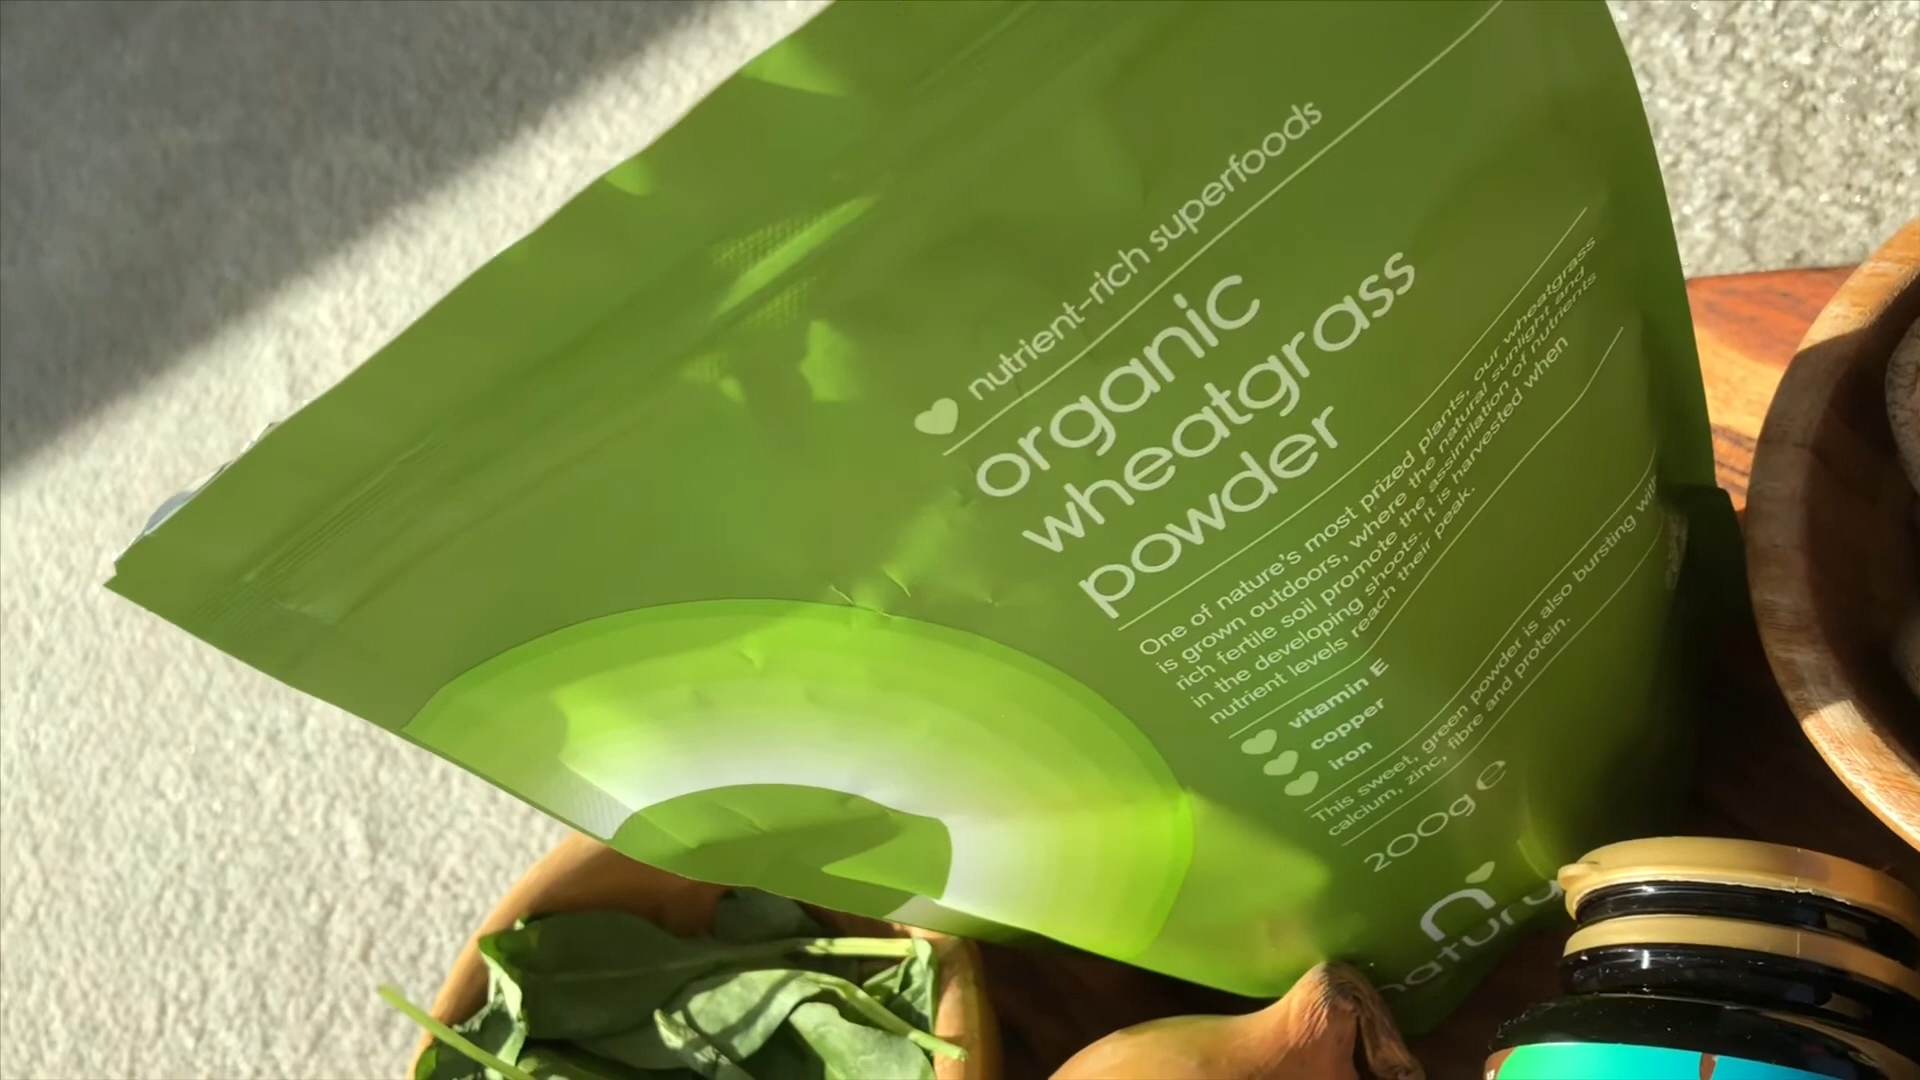 nutrient-rich superfoods
organic
wheatgrass
powder
One of nature's most prized plants, our wheatgrass
is grown outdoors, where the natural sunlight and
rich fertile soil promote the assimilation of nutrients
in the developing shoots. It is harvested when
nutrient levels reach their peak.
vitamin E
copper
iron
This sweet, green powder is also bursting with
calcium, zinc, fibre and protein.
200g e
n
natury